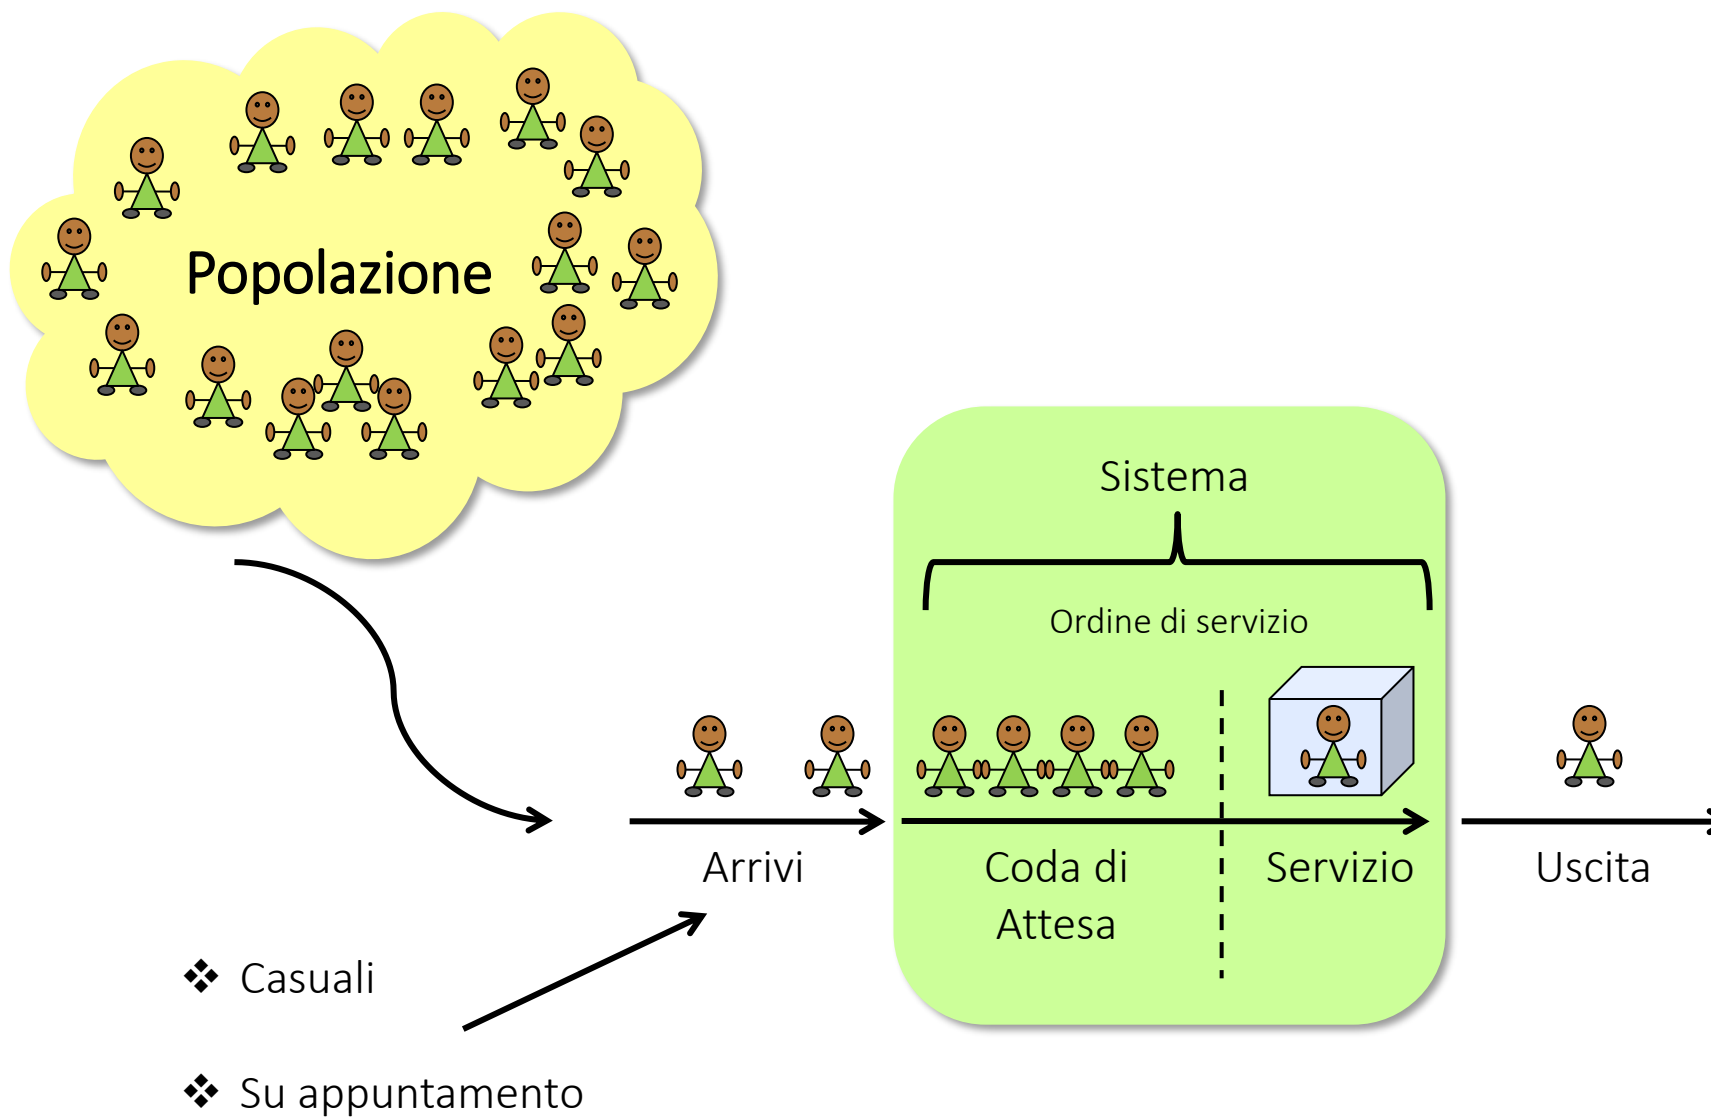 Popolazione
Sistema
Ordine di servizio
Arrivi
Coda di
Attesa
Servizio
Uscita
❖ Casuali
❖ Su appuntamento